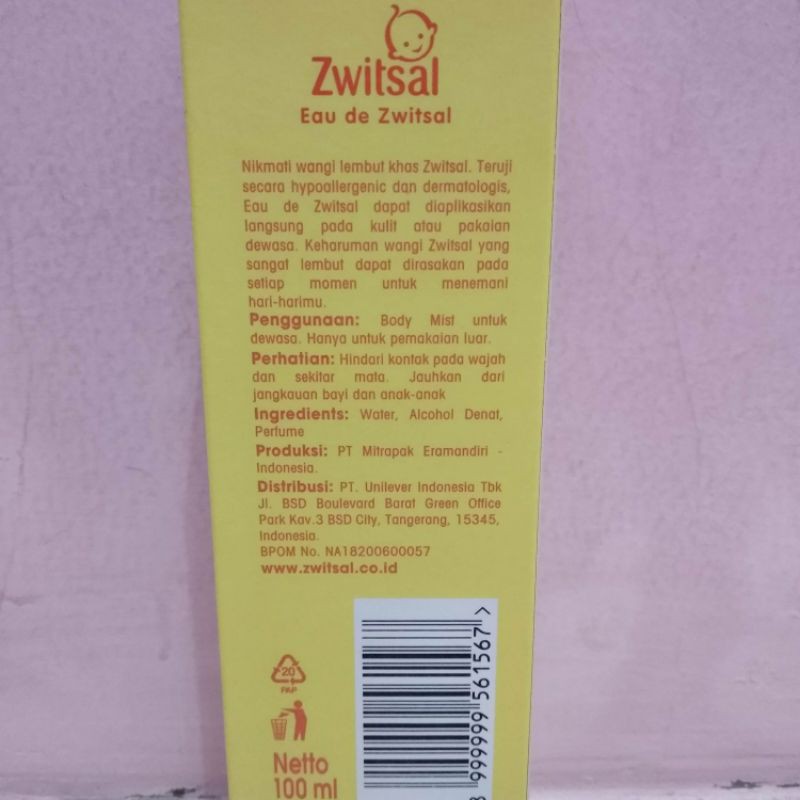 Zwitsal
Eau de Zwitsal
Nikmati wangi lembut khas Zwitsal. Teruji
secara hypoallergenic dan dermatologis,
Eau de Zwitsal dapat diaplikasikan
langsung pada kulit atau pakaian
dewasa. Keharuman wangi Zwitsal yang
sangat lembut dapat dirasakan pada
setiap momen untuk menemani
hari-harimu.
Penggunaan: Body Mist untuk
dewasa. Hanya untuk pemakaian luar.
Perhatian: Hindari kontak pada wajah
dan sekitar mata. Jauhkan dari
jangkauan bayi dan anak-anak
Ingredients: Water, Alcohol Denat,
Perfume
Produksi: PT Mitrapak Eramandiri -
Indonesia.
Distribusi: PT. Unilever Indonesia Tbk
Jl. BSD Boulevard Barat Green Office
Park Kav.3 BSD City, Tangerang, 15345,
Indonesia.
BPOM No. NA18200600057
www.zwitsal.co.id
20
PAP
Netto
100 ml
8 999999 561567 >